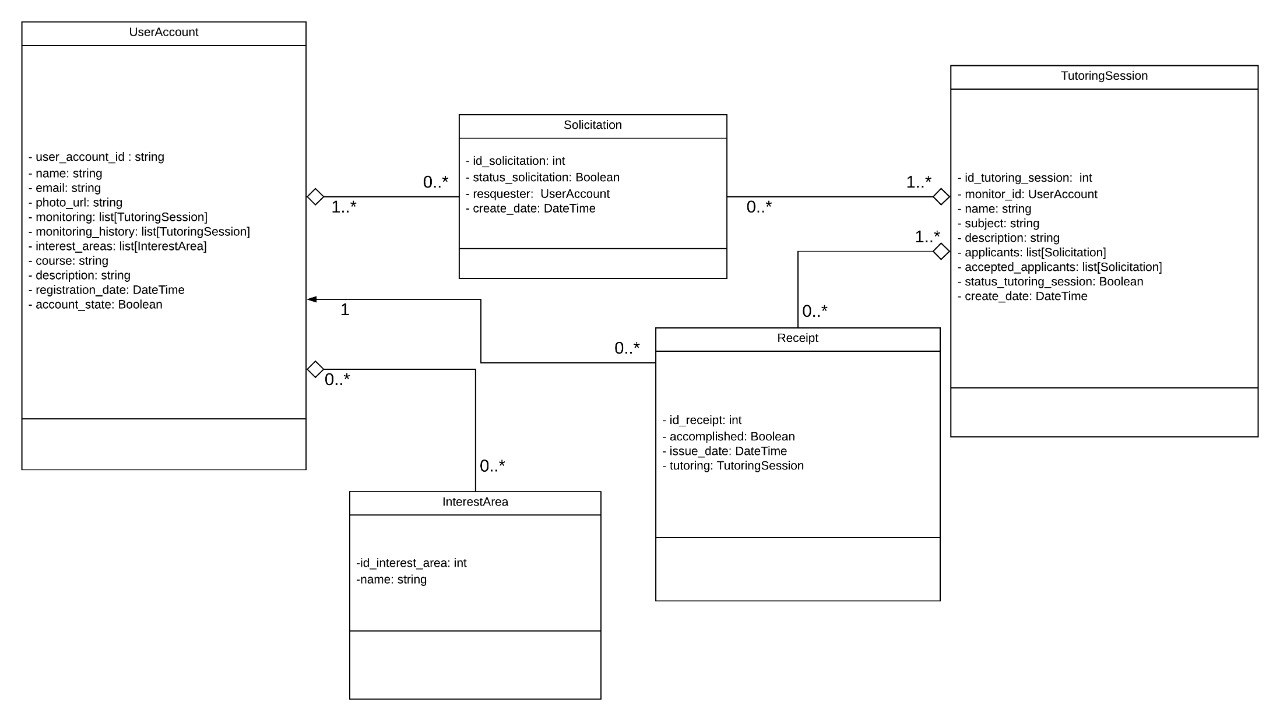 UserAccount
- user_account_id : string
- name: string
- email: string
- photo_url: string
- monitoring: list[TutoringSession]
- monitoring_history: list[TutoringSession]
- interest_areas: list[InterestArea]
- course: string
- description: string
- registration_date: DateTime
- account_state: Boolean
0..*
1..*
Solicitation
- id_solicitation: int
- status_solicitation: Boolean
- resquester:  UserAccount
- create_date: DateTime
1..*
0..*
TutoringSession
- id_tutoring_session:  int
- monitor_id: UserAccount
- name: string
- subject: string
- description: string
- applicants: list[Solicitation]
- accepted_applicants: list[Solicitation]
- status_tutoring_session: Boolean
- create_date: DateTime
1..*
0..*
1
0..*
Receipt
- id_receipt: int
- accomplished: Boolean
- issue_date: DateTime
- tutoring: TutoringSession
0..*
0..*
InterestArea
-id_interest_area: int
-name: string